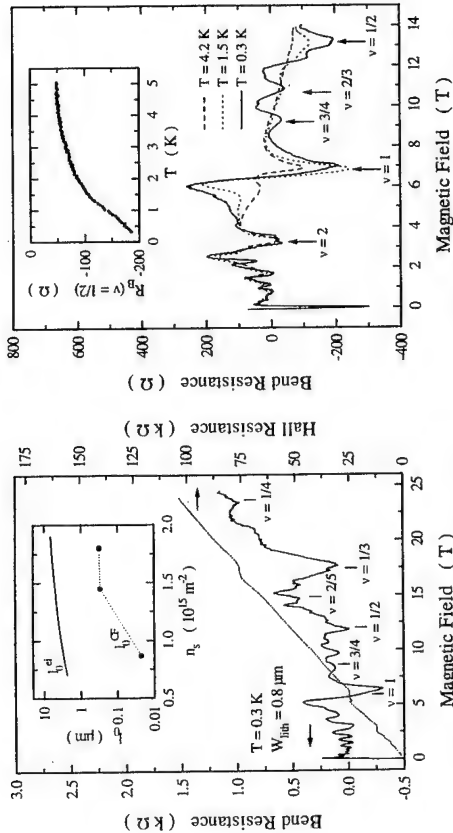 3.0
2.5
2.0
1.5
1.0
0.5
0.0
-0.5
Bend Resistance ( kΩ )
175
150
125
100
75
50
25
0
Hall Resistance ( kΩ )
0 5 10 15 20 25
Magnetic Field ( T )
T = 0.3 K
W_lith = 0.8 µm
ν = 1
ν = 3/4
ν = 1/2
ν = 2/5
ν = 1/3
ν = 1/4
10
0.1
0.01
l_0 (µm)
l_0^el
l_0^CF
0.5 1.0 1.5 2.0
n_s (10^15 m^-2)
800
600
400
200
0
-200
-400
Bend Resistance ( Ω )
0 2 4 6 8 10 12 14
Magnetic Field ( T )
T = 4.2 K
T = 1.5 K
T = 0.3 K
ν = 2
ν = 1
ν = 3/4
ν = 2/3
ν = 1/2
0
-100
-200
R_B (ν = 1/2) ( Ω )
0 1 2 3 4 5
T ( K )